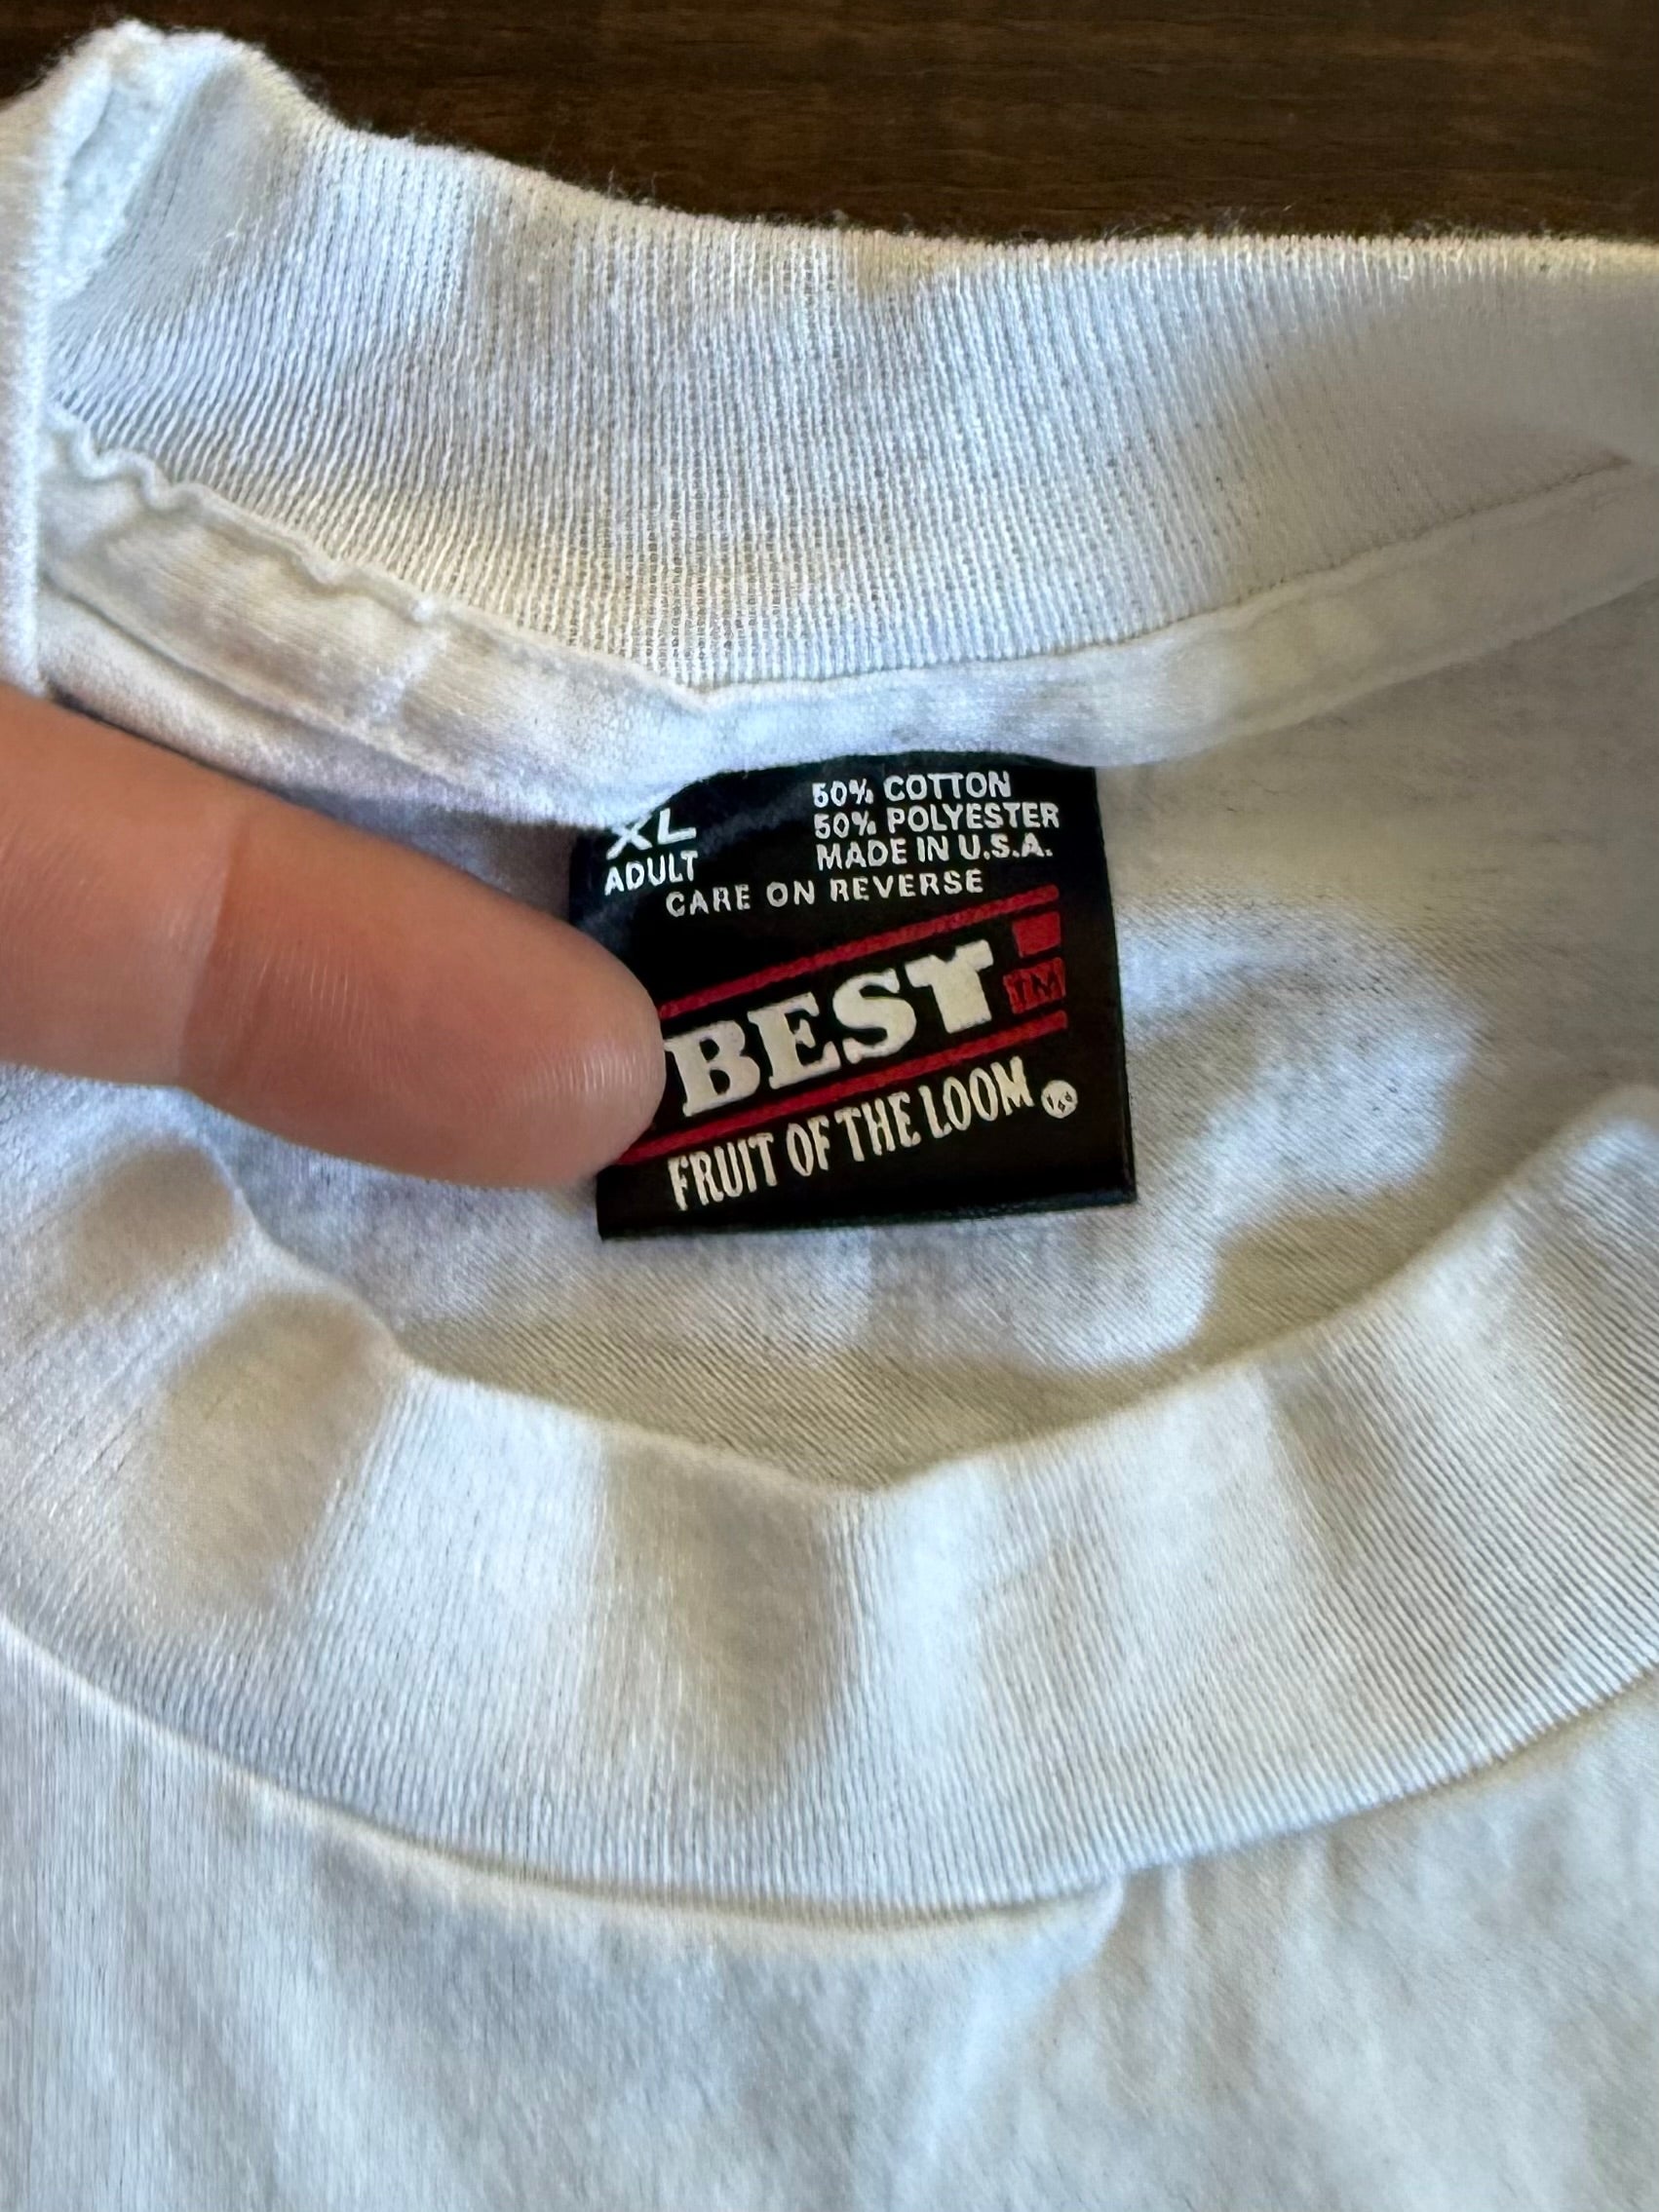 XL
ADULT
50% COTTON
50% POLYESTER
MADE IN U.S.A.
CARE ON REVERSE
BEST!
TM
FRUIT OF THE LOOM